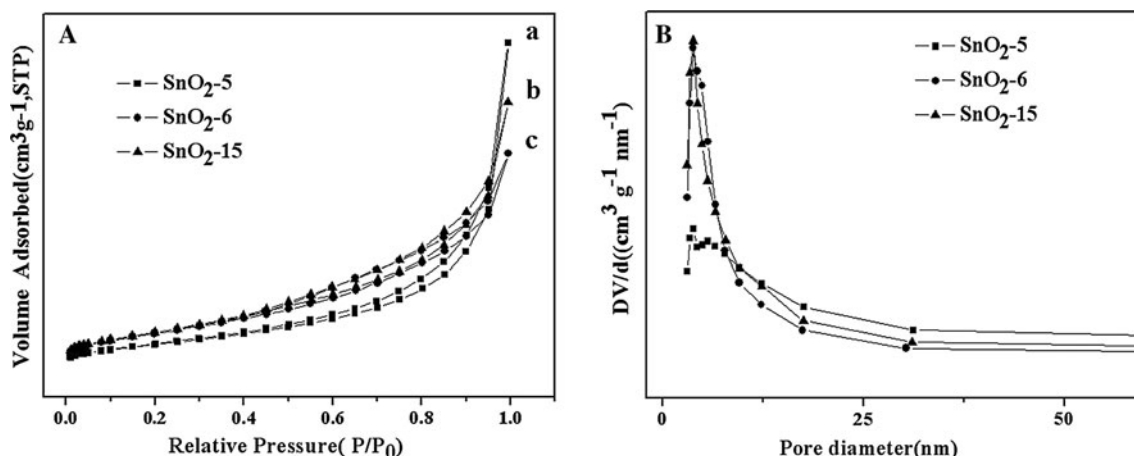 A
a
b
c
SnO2-5
SnO2-6
SnO2-15
Volume Adsorbed(cm3g-1,STP)
0.0 0.2 0.4 0.6 0.8 1.0
Relative Pressure( P/P0)
B
SnO2-5
SnO2-6
SnO2-15
DV/d((cm3 g-1 nm-1)
0 25 50
Pore diameter(nm)